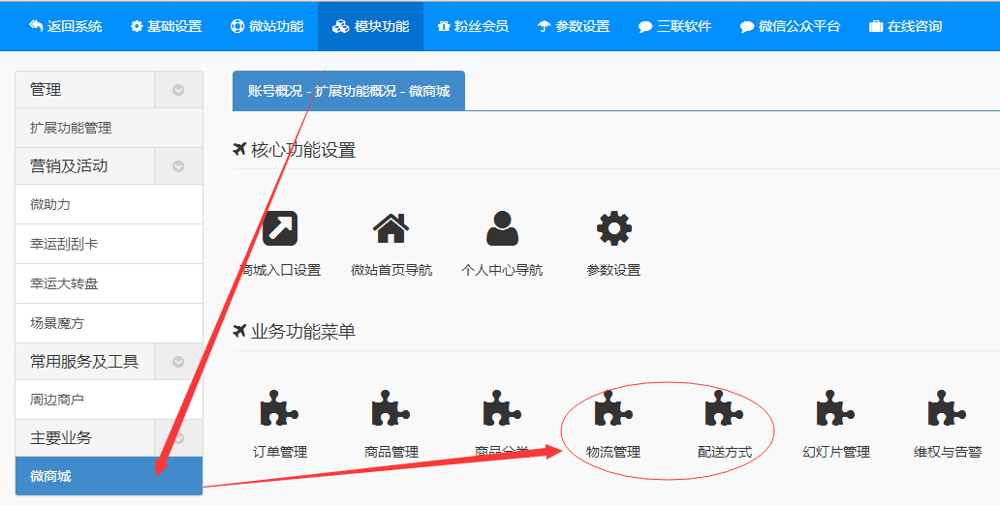 返回系统 基础设置 微站功能 模块功能 粉丝会员 参数设置 三联软件 微信公众平台 在线咨询
管理
扩展功能管理
营销及活动
微助力
幸运刮刮卡
幸运大转盘
场景魔方
常用服务及工具
周边商户
主要业务
微商城
账号概况 - 扩展功能概况 - 微商城
核心功能设置
商城入口设置 微站首页导航 个人中心导航 参数设置
业务功能菜单
订单管理 商品管理 商品分类 物流管理 配送方式 幻灯片管理 维权与告警